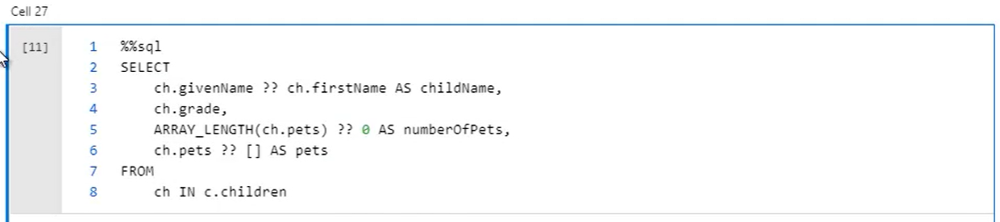 Cell 27
[11]
1 %%sql
2 SELECT
3 ch.givenName ?? ch.firstName AS childName,
4 ch.grade,
5 ARRAY_LENGTH(ch.pets) ?? 0 AS numberOfPets,
6 ch.pets ?? [] AS pets
7 FROM
8 ch IN c.children